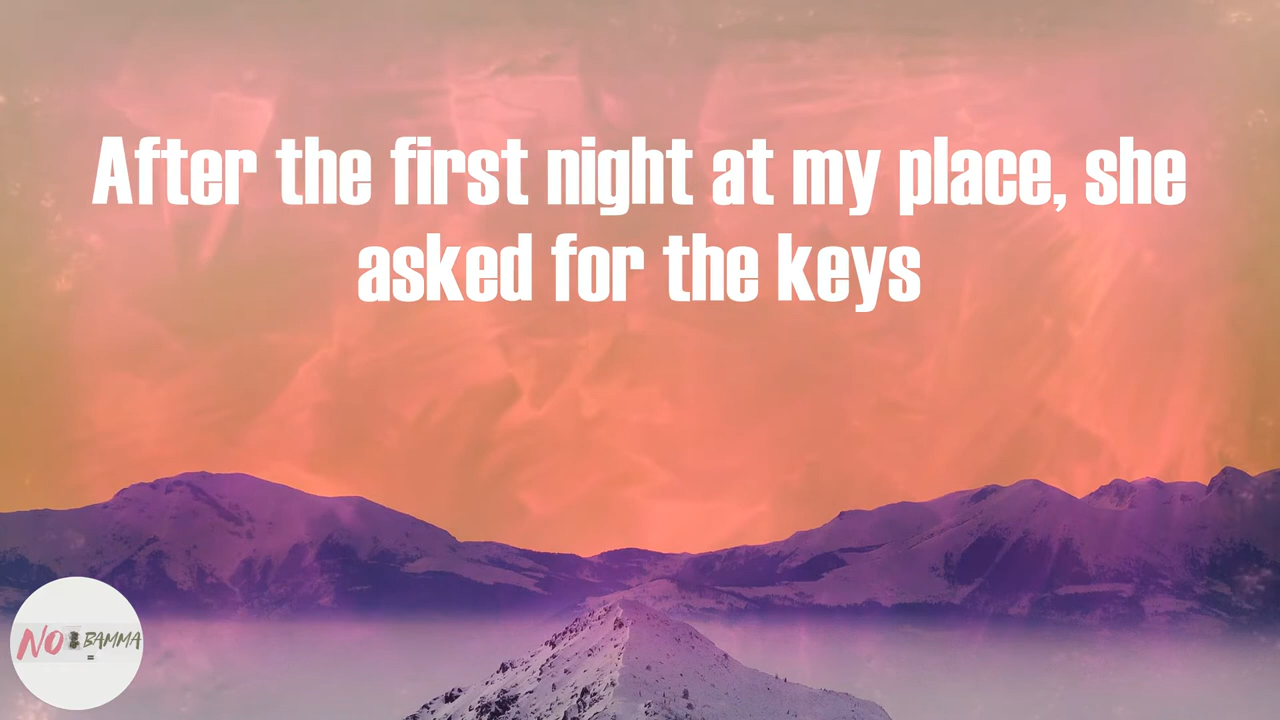 After the first night at my place, she
asked for the keys
NO BAMMA